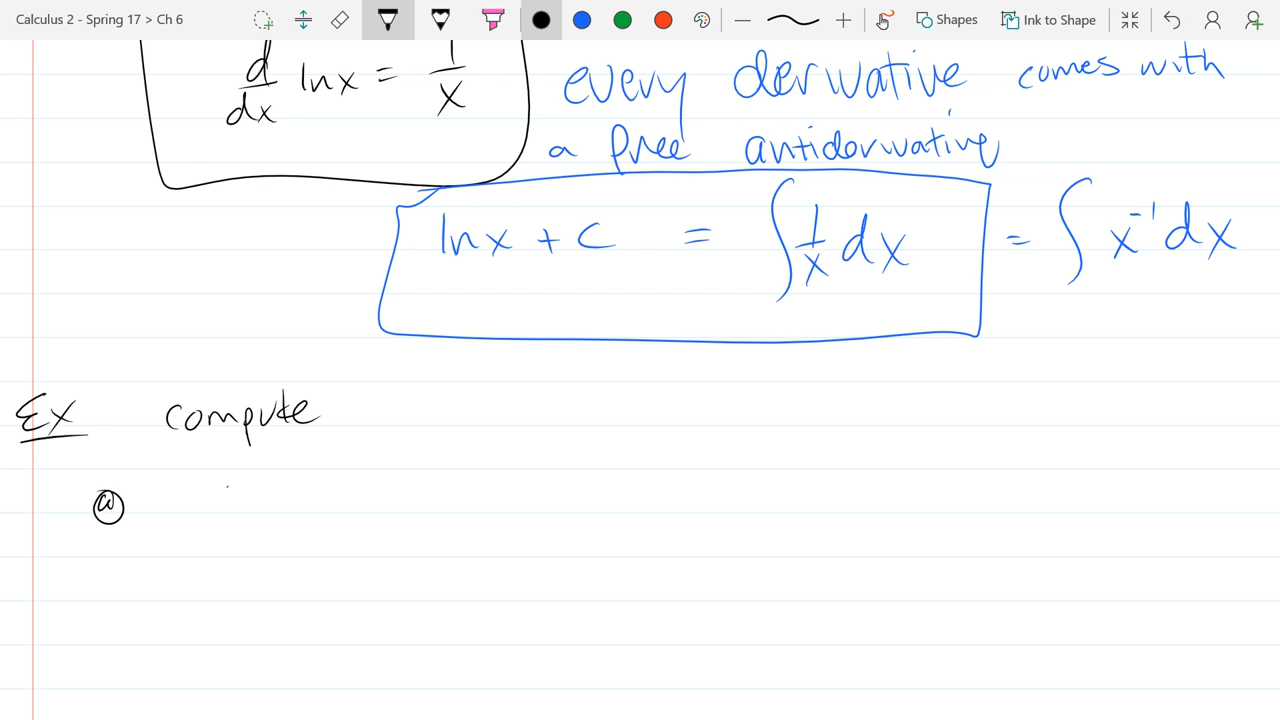 Calculus 2 - Spring 17 > Ch 6
Shapes
Ink to Shape
d/dx ln x = 1/x
every derivative comes with
a free antiderivative
ln x + C = ∫ 1/x dx = ∫ x⁻¹ dx
Ex compute
ⓐ